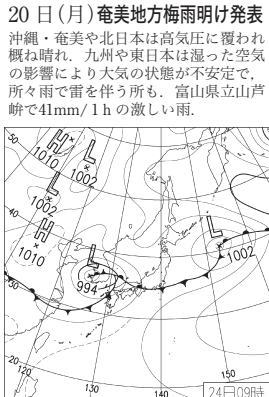 20日(月)奄美地方梅雨明け発表
沖縄・奄美や北日本は高気圧に覆われ
概ね晴れ．九州や東日本は湿った空気
の影響により大気の状態が不安定で，
所々雨で雷を伴う所も．富山県立山芦
峅で41mm/1hの激しい雨．
50
H
1010
L
1002
L
1002
40
H
1010
L
994
L
1002
30
20
120
130
140
150
24日09時